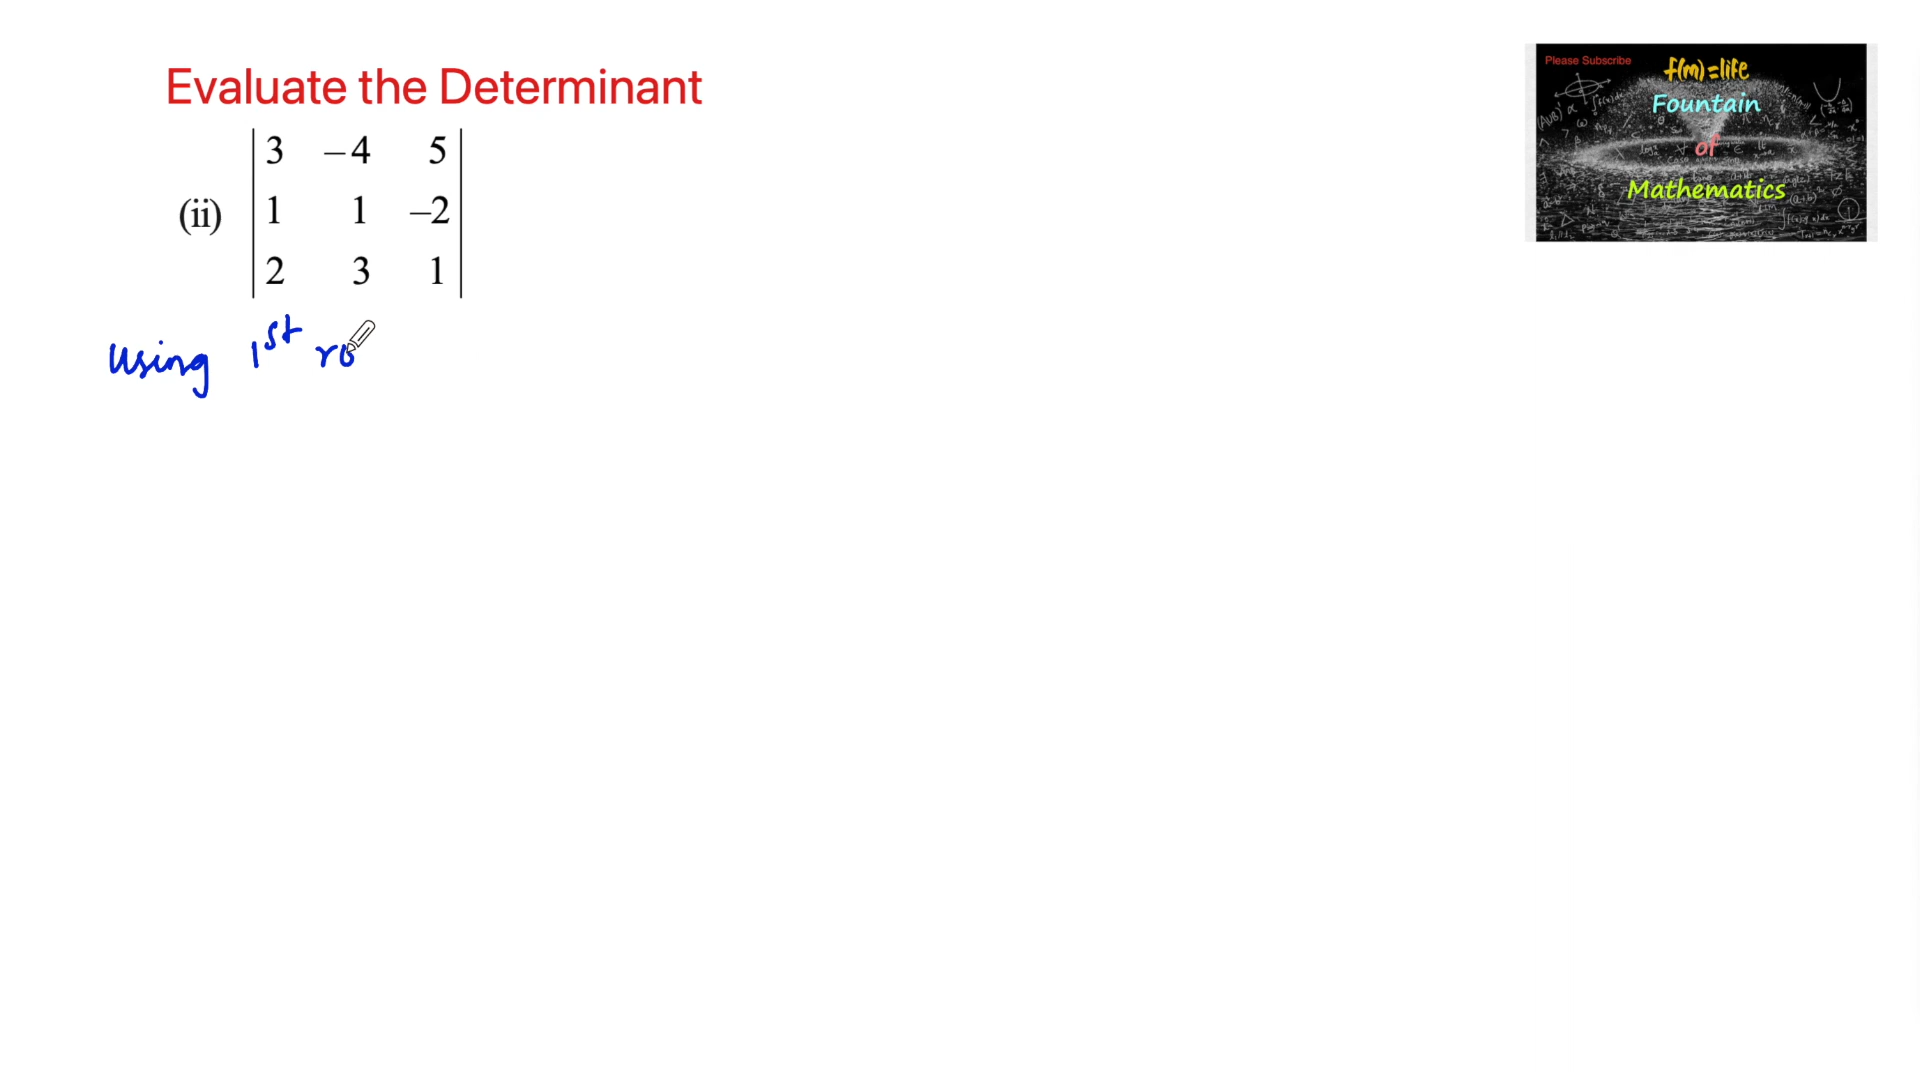 Evaluate the Determinant
(ii)
3 –4 5
1 1 –2
2 3 1
Using 1st ro
Please Subscribe
f(m)=life
Fountain
of
Mathematics